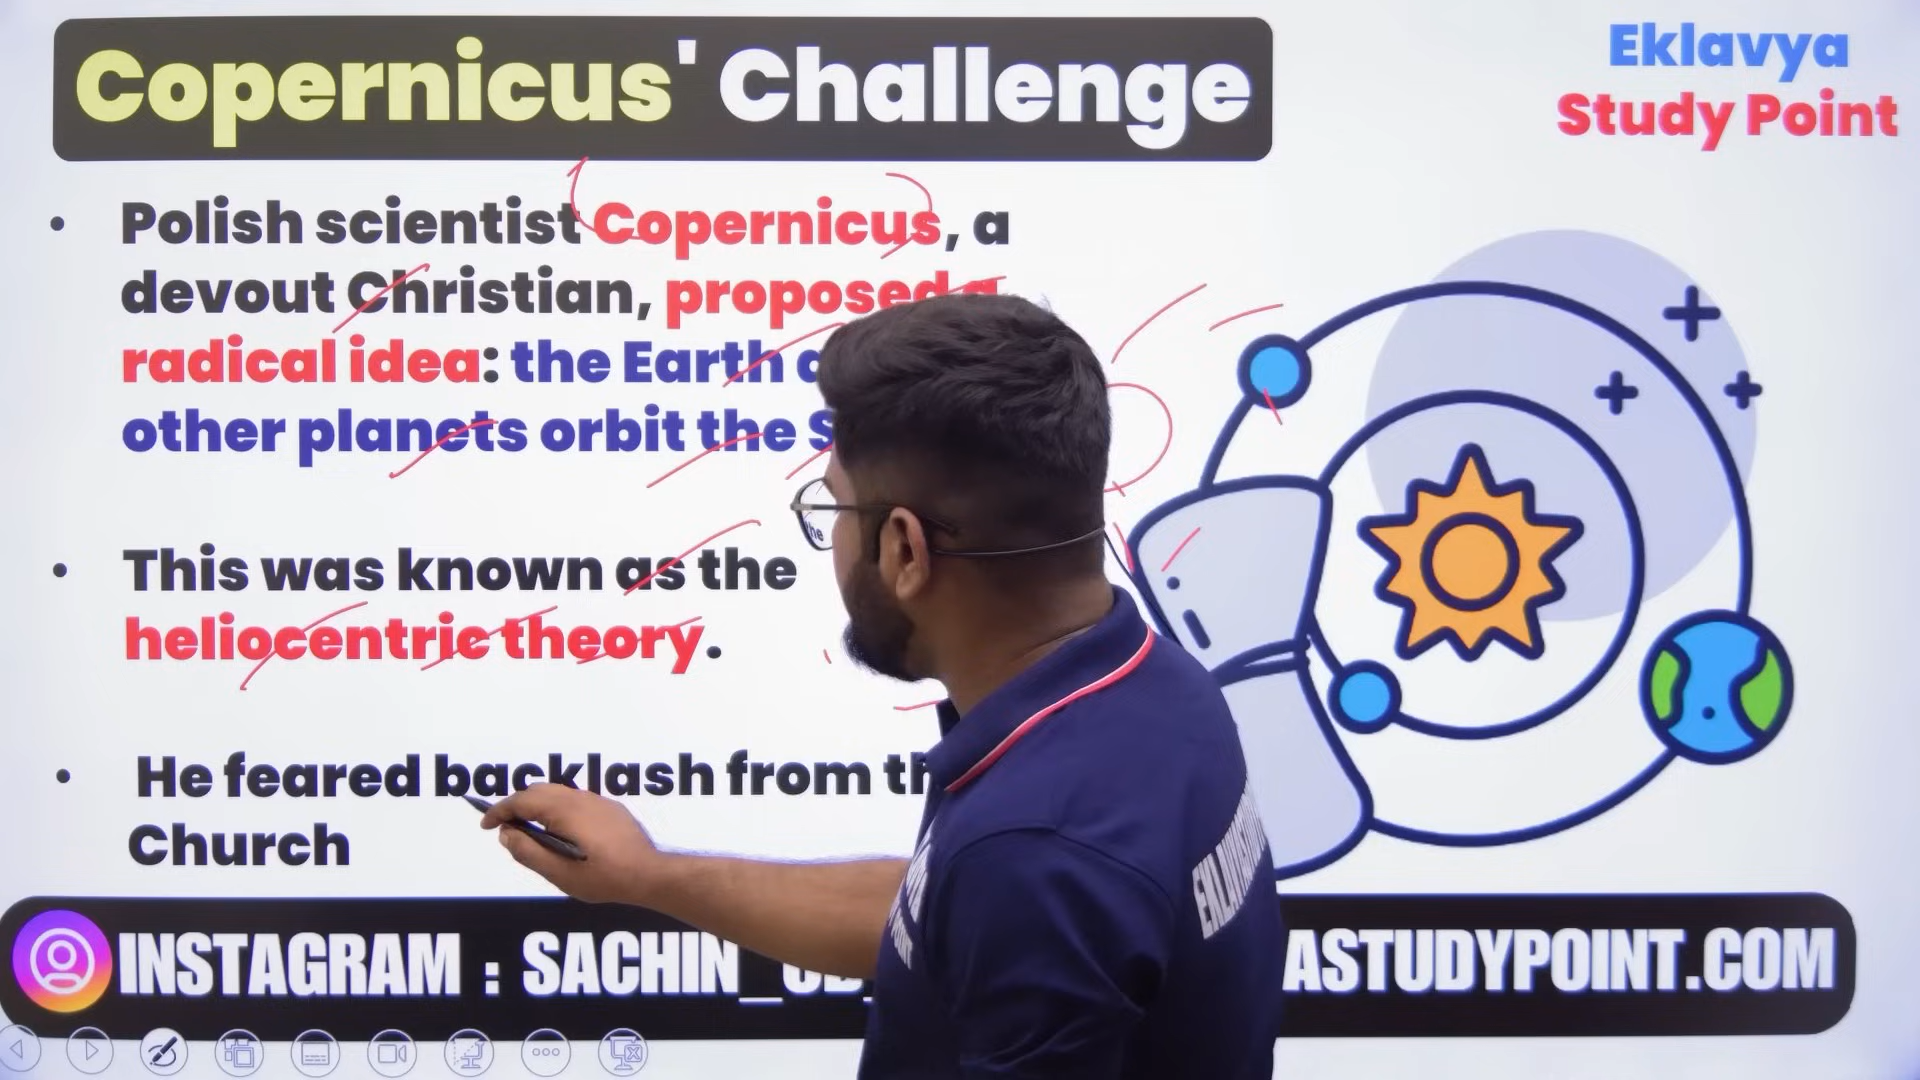 Copernicus' Challenge
Eklavya
Study Point
• Polish scientist Copernicus, a
devout Christian, proposed a
radical idea: the Earth
other planets orbit the
• This was known as the
heliocentric theory.
• He feared backlash from
Church
INSTAGRAM : SACHIN_
ASTUDYPOINT.COM